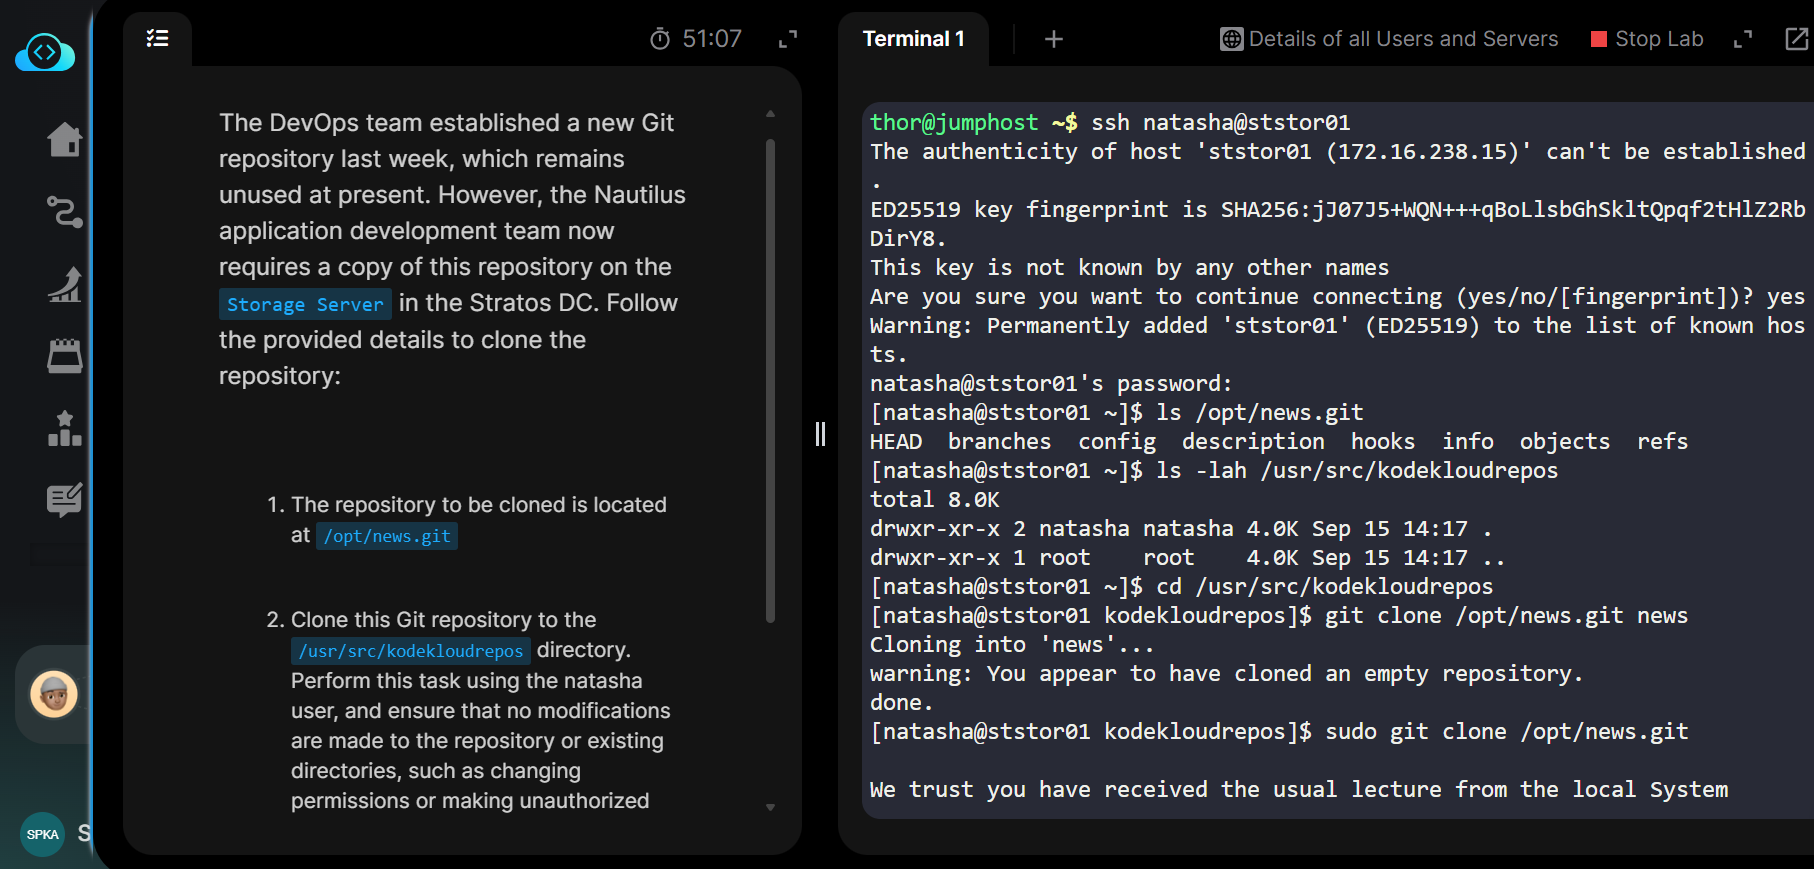 51:07
The DevOps team established a new Git
repository last week, which remains
unused at present. However, the Nautilus
application development team now
requires a copy of this repository on the
Storage Server in the Stratos DC. Follow
the provided details to clone the
repository:
1. The repository to be cloned is located
at /opt/news.git
2. Clone this Git repository to the
/usr/src/kodekloudrepos directory.
Perform this task using the natasha
user, and ensure that no modifications
are made to the repository or existing
directories, such as changing
permissions or making unauthorized
SPKA S
Terminal 1 + Details of all Users and Servers Stop Lab
thor@jumphost ~$ ssh natasha@ststor01
The authenticity of host 'ststor01 (172.16.238.15)' can't be established
.
ED25519 key fingerprint is SHA256:jJ07J5+WQN+++qBoLlsbGhSkltQpqf2tHlZ2Rb
DirY8.
This key is not known by any other names
Are you sure you want to continue connecting (yes/no/[fingerprint])? yes
Warning: Permanently added 'ststor01' (ED25519) to the list of known hos
ts.
natasha@ststor01's password:
[natasha@ststor01 ~]$ ls /opt/news.git
HEAD branches config description hooks info objects refs
[natasha@ststor01 ~]$ ls -lah /usr/src/kodekloudrepos
total 8.0K
drwxr-xr-x 2 natasha natasha 4.0K Sep 15 14:17 .
drwxr-xr-x 1 root root 4.0K Sep 15 14:17 ..
[natasha@ststor01 ~]$ cd /usr/src/kodekloudrepos
[natasha@ststor01 kodekloudrepos]$ git clone /opt/news.git news
Cloning into 'news'...
warning: You appear to have cloned an empty repository.
done.
[natasha@ststor01 kodekloudrepos]$ sudo git clone /opt/news.git
We trust you have received the usual lecture from the local System